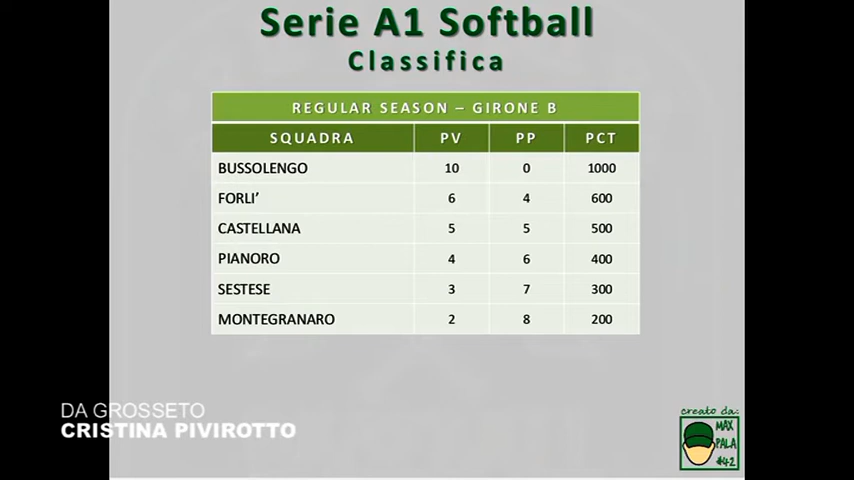 Serie A1 Softball
Classifica
REGULAR SEASON – GIRONE B
SQUADRA PV PP PCT
BUSSOLENGO 10 0 1000
FORLI’ 6 4 600
CASTELLANA 5 5 500
PIANORO 4 6 400
SESTESE 3 7 300
MONTEGRANARO 2 8 200
DA GROSSETO
CRISTINA PIVIROTTO
creato da:
MAX
PALA
#42